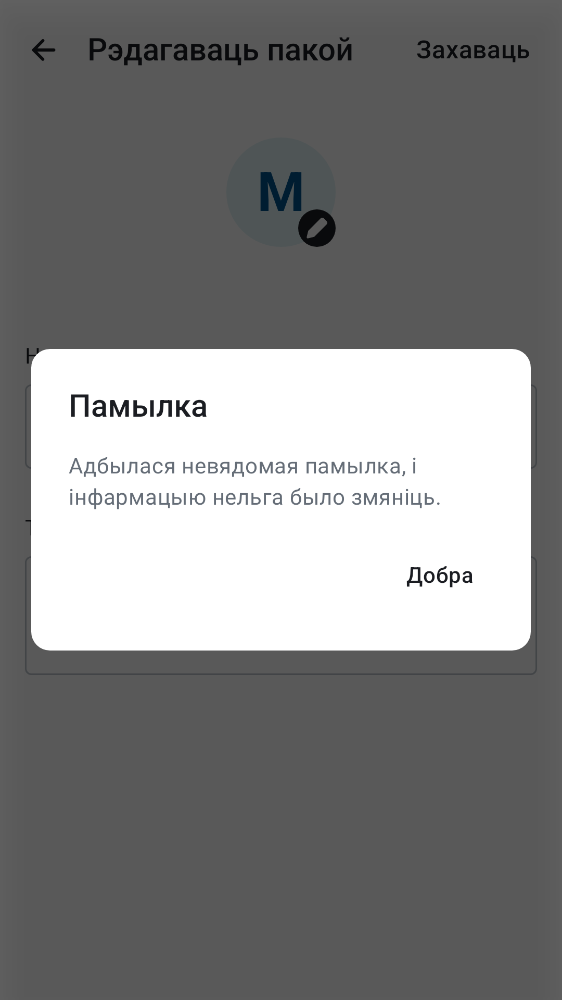 Рэдагаваць пакой
Захаваць
M
Памылка
Адбылася невядомая памылка, і
інфармацыю нельга было змяніць.
Добра